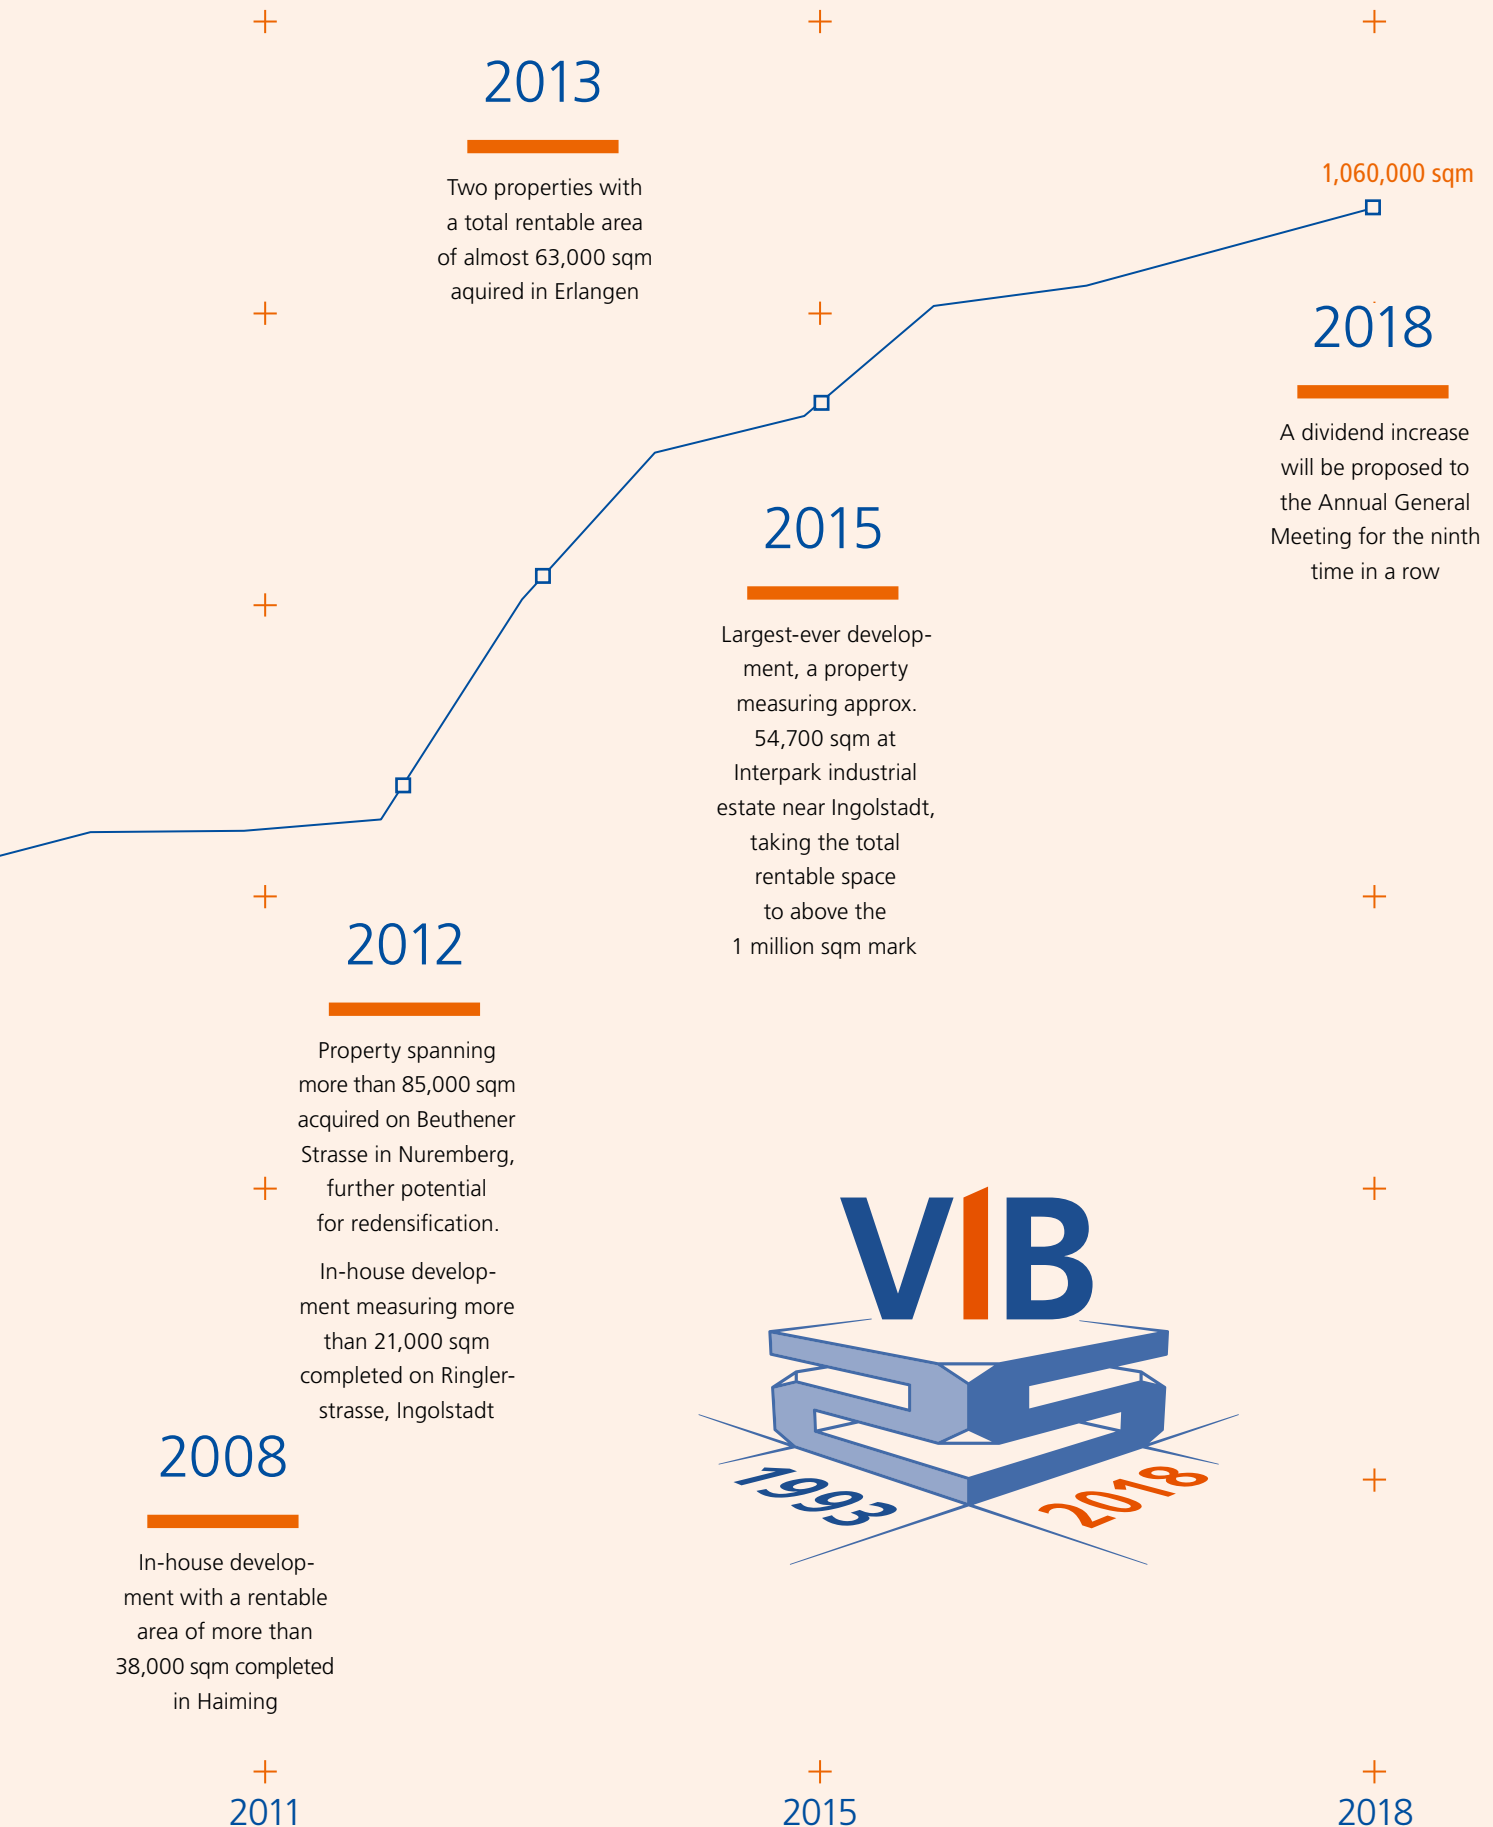 2013
Two properties with
a total rentable area
of almost 63,000 sqm
aquired in Erlangen
1,060,000 sqm
2018
A dividend increase
will be proposed to
the Annual General
Meeting for the ninth
time in a row
2015
Largest-ever develop-
ment, a property
measuring approx.
54,700 sqm at
Interpark industrial
estate near Ingolstadt,
taking the total
rentable space
to above the
1 million sqm mark
2012
Property spanning
more than 85,000 sqm
acquired on Beuthener
Strasse in Nuremberg,
further potential
for redensification.
In-house develop-
ment measuring more
than 21,000 sqm
completed on Ringler-
strasse, Ingolstadt
VIB
1993
2018
2008
In-house develop-
ment with a rentable
area of more than
38,000 sqm completed
in Haiming
2011
2015
2018